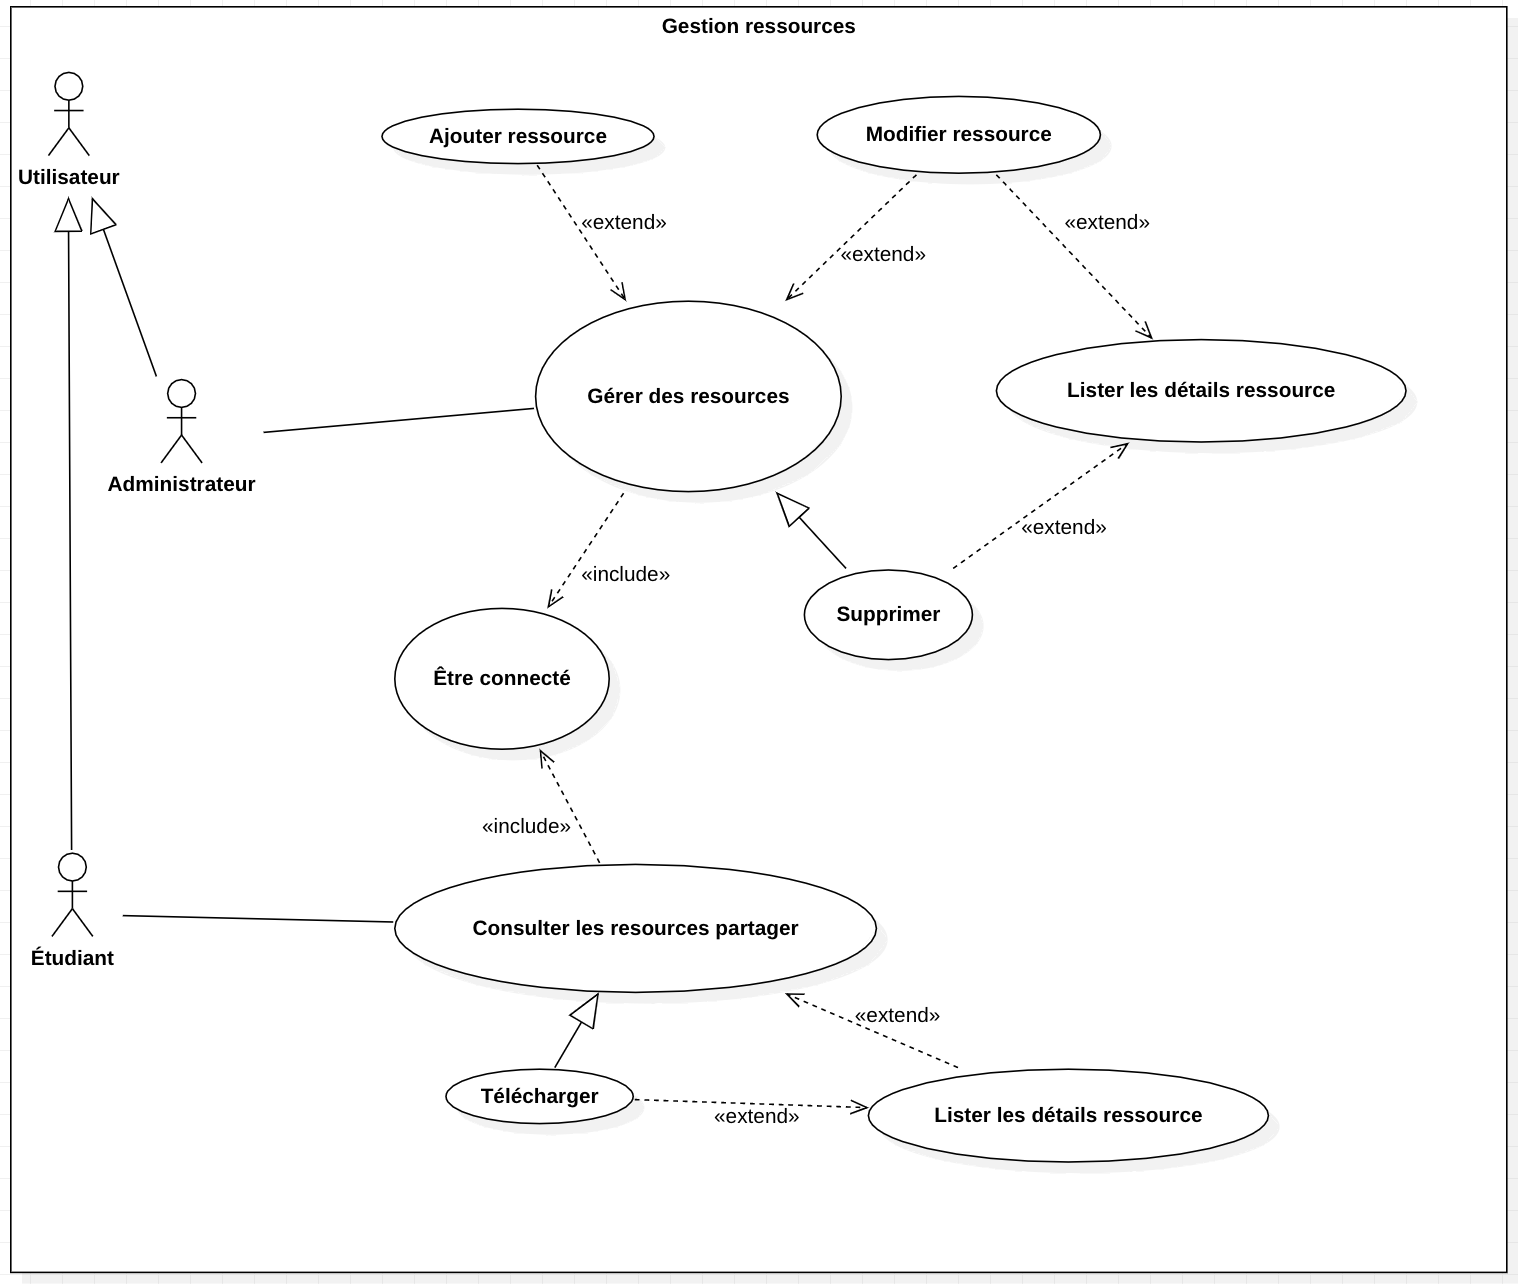 Gestion ressources
Utilisateur
Ajouter ressource
Modifier ressource
«extend»
«extend»
«extend»
Gérer des resources
Lister les détails ressource
Administrateur
«extend»
«include»
Supprimer
Être connecté
«include»
Étudiant
Consulter les resources partager
«extend»
Télécharger
«extend»
Lister les détails ressource